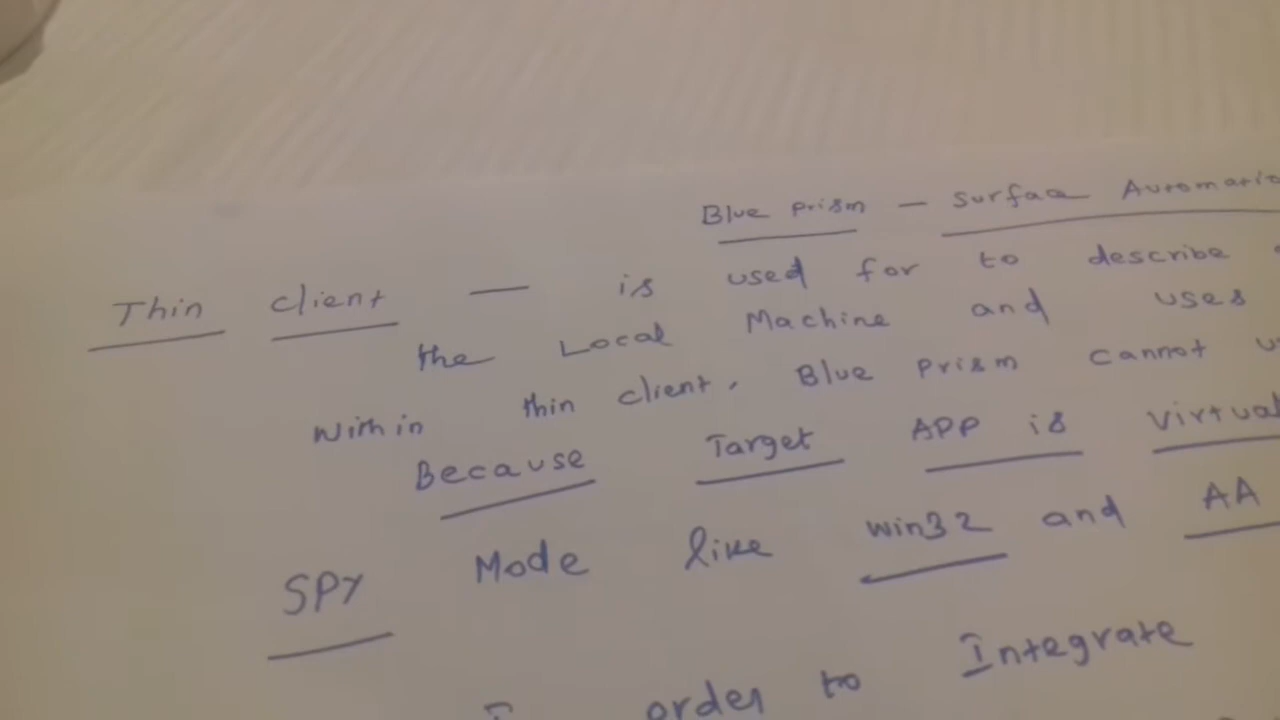 Blue Prism — Surface
Thin Client — is used for to describe
the Local Machine and uses
within thin client. Blue Prism cannot
Because Target APP is Virtual
SPY Mode like Win32 and AA
order to Integrate